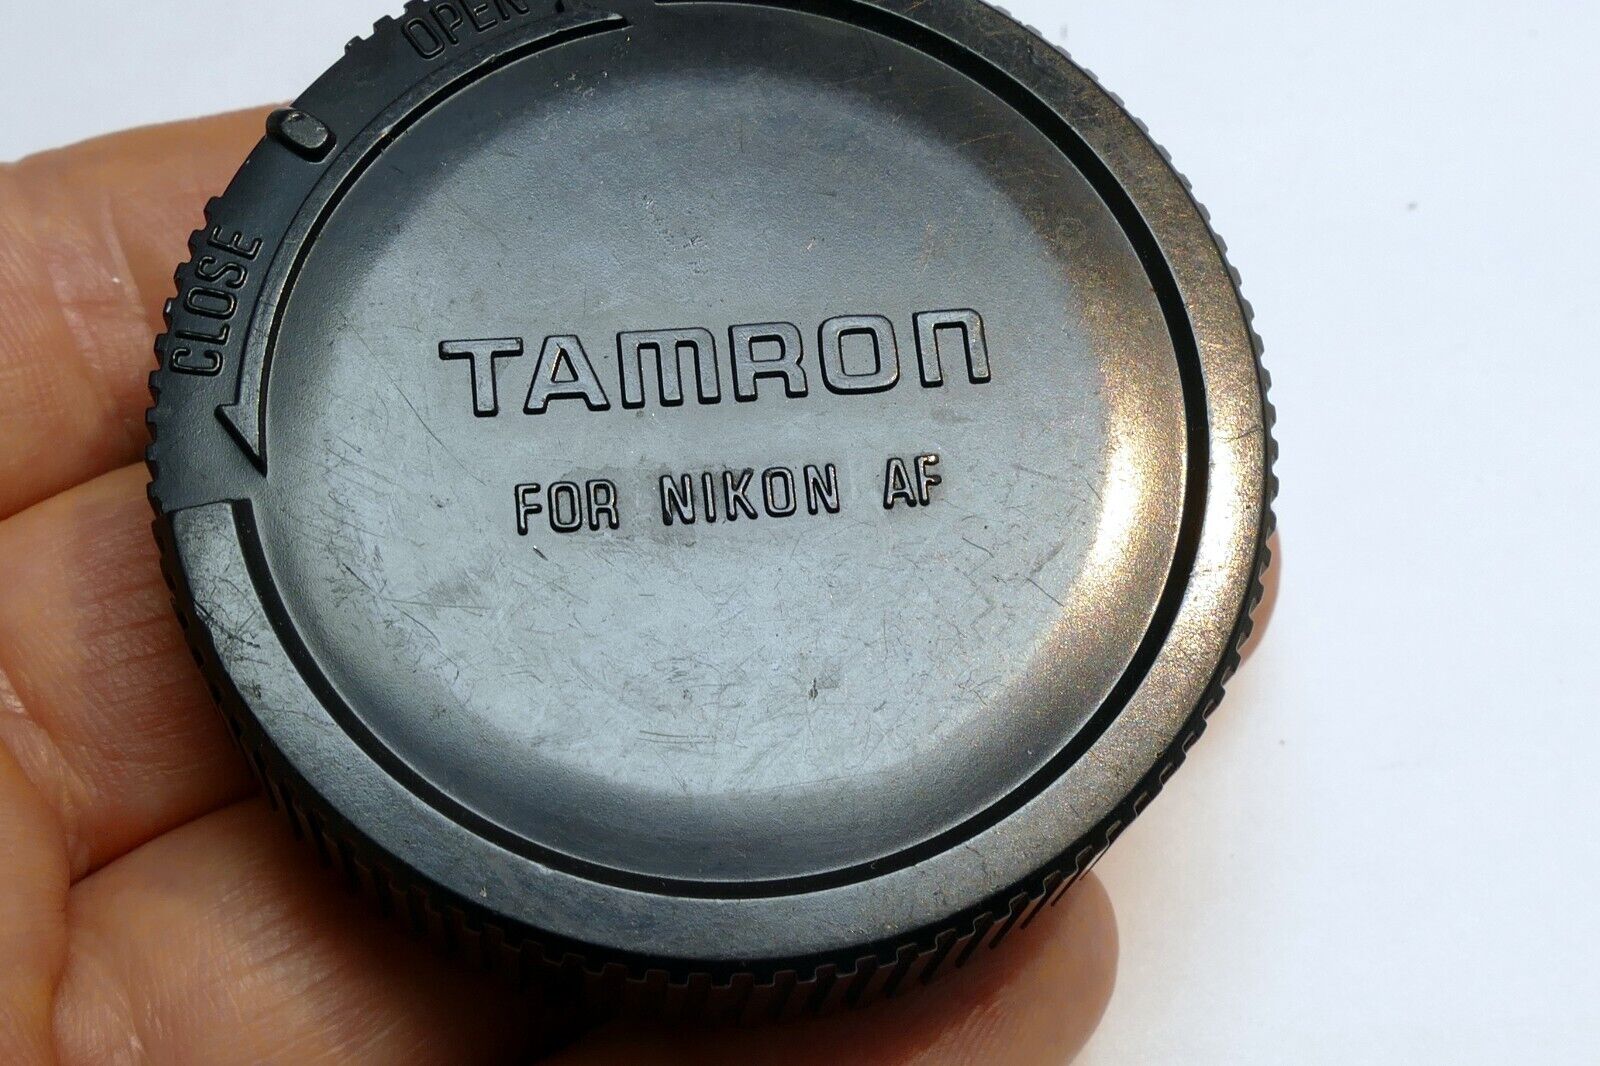 OPEN
CLOSE
TAMRON
FOR NIKON AF